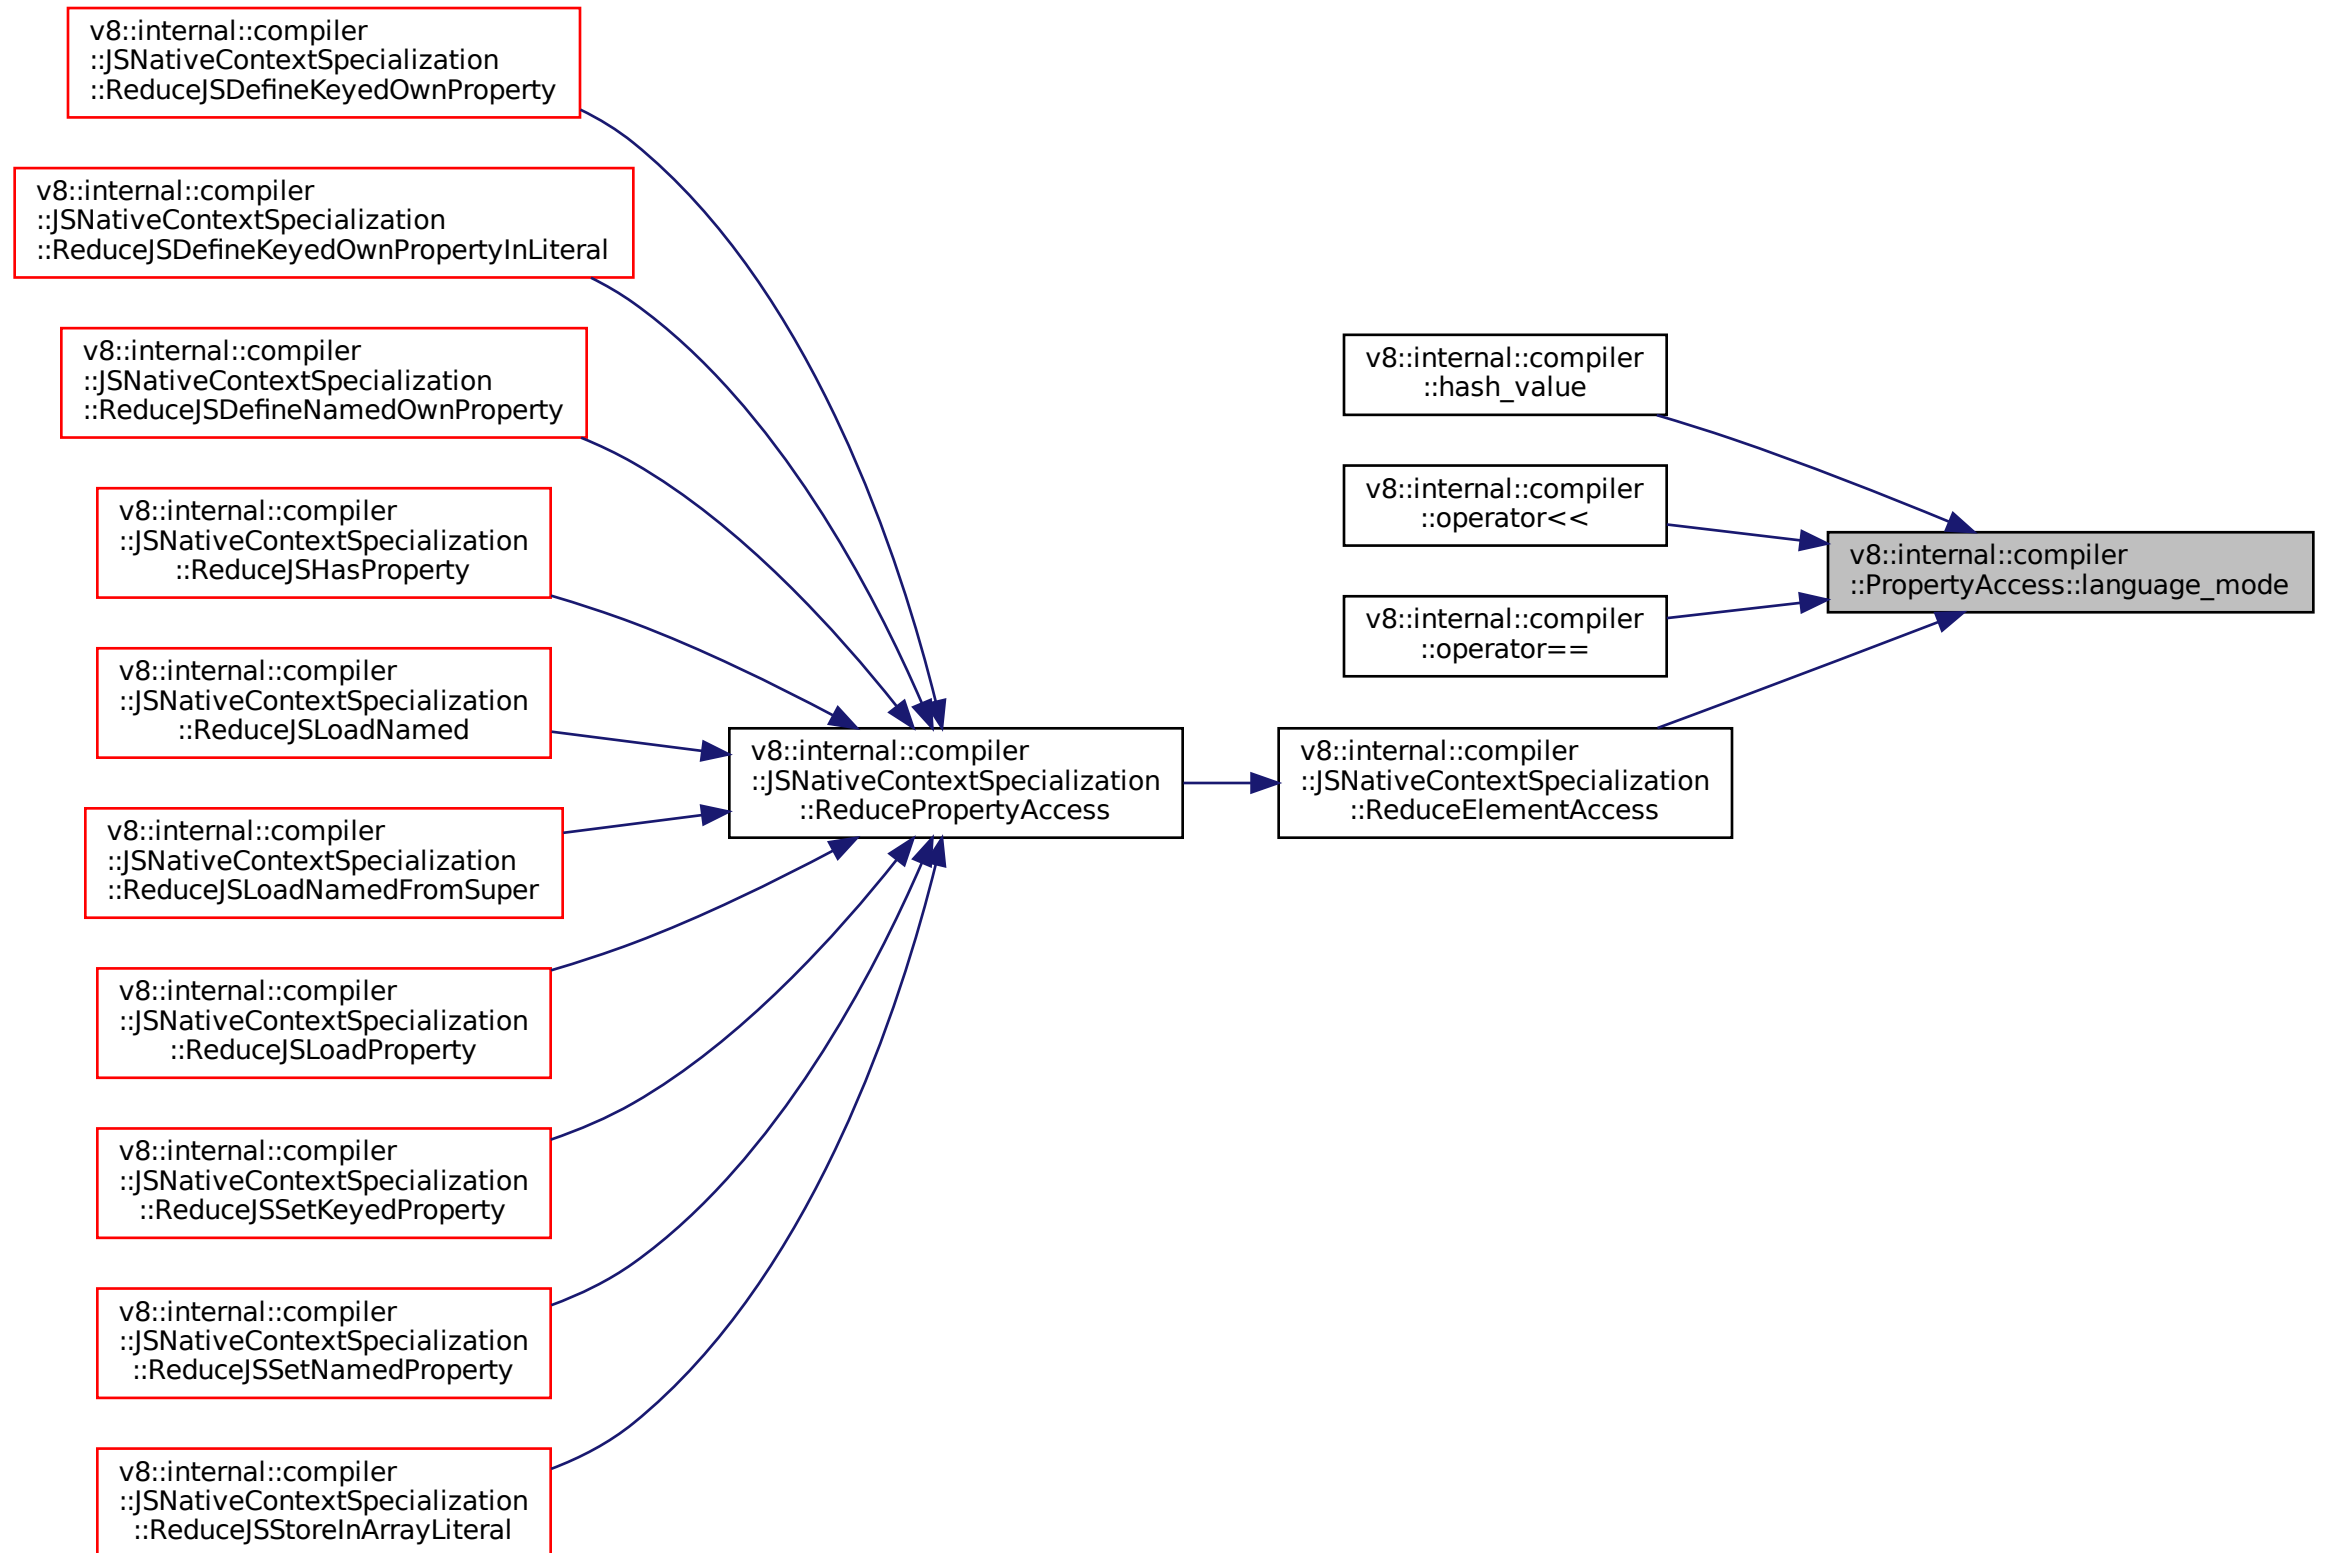 v8::internal::compiler
::JSNativeContextSpecialization
::ReduceJSDefineKeyedOwnProperty
v8::internal::compiler
::JSNativeContextSpecialization
::ReduceJSDefineKeyedOwnPropertyInLiteral
v8::internal::compiler
::JSNativeContextSpecialization
::ReduceJSDefineNamedOwnProperty
v8::internal::compiler
::JSNativeContextSpecialization
::ReduceJSHasProperty
v8::internal::compiler
::JSNativeContextSpecialization
::ReduceJSLoadNamed
v8::internal::compiler
::JSNativeContextSpecialization
::ReduceJSLoadNamedFromSuper
v8::internal::compiler
::JSNativeContextSpecialization
::ReduceJSLoadProperty
v8::internal::compiler
::JSNativeContextSpecialization
::ReduceJSSetKeyedProperty
v8::internal::compiler
::JSNativeContextSpecialization
::ReduceJSSetNamedProperty
v8::internal::compiler
::JSNativeContextSpecialization
::ReduceJSStoreInArrayLiteral
v8::internal::compiler
::JSNativeContextSpecialization
::ReducePropertyAccess
v8::internal::compiler
::hash_value
v8::internal::compiler
::operator<<
v8::internal::compiler
::operator==
v8::internal::compiler
::JSNativeContextSpecialization
::ReduceElementAccess
v8::internal::compiler
::PropertyAccess::language_mode